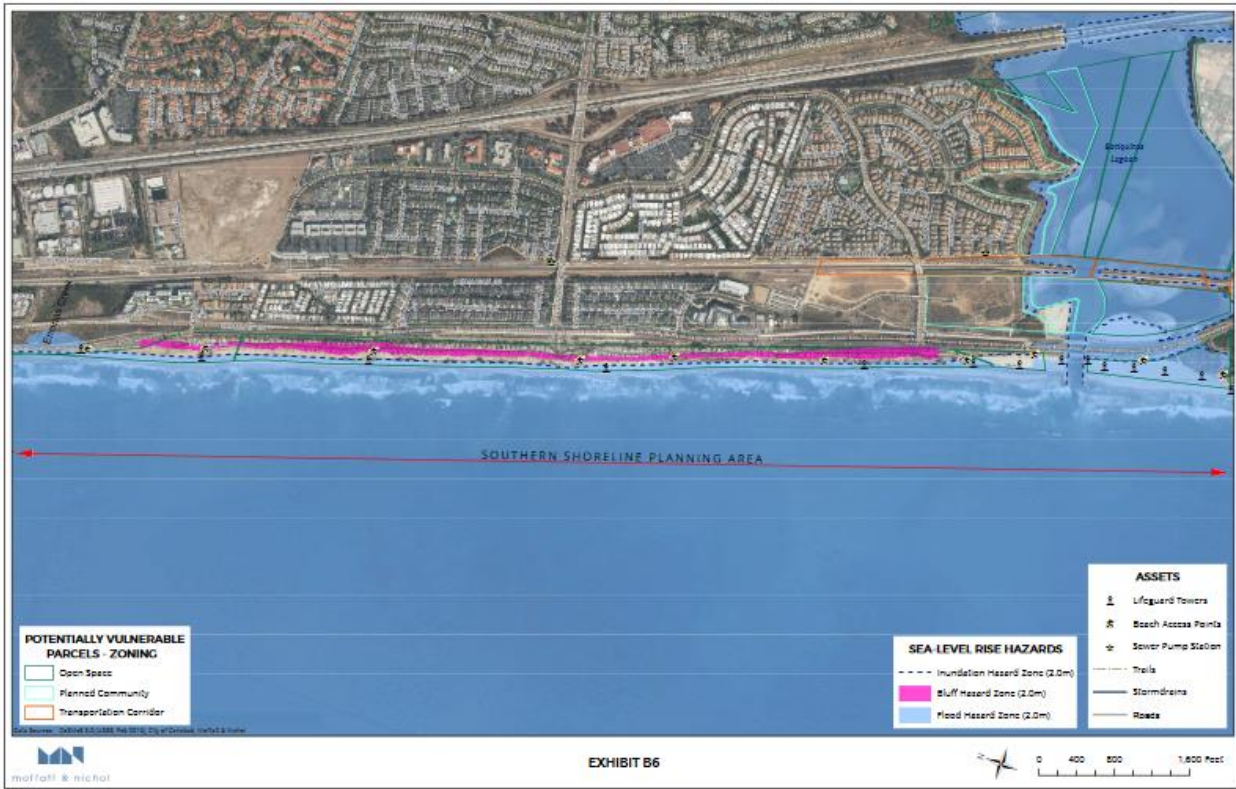 Batiquitos
Lagoon
Encinas Creek
SOUTHERN SHORELINE PLANNING AREA
POTENTIALLY VULNERABLE
PARCELS - ZONING
Open Space
Planned Community
Transportation Corridor
SEA-LEVEL RISE HAZARDS
Inundation Hazard Zone (2.0m)
Bluff Hazard Zone (2.0m)
Flood Hazard Zone (2.0m)
ASSETS
Lifeguard Towers
Beach Access Points
Sewer Pump Station
Trails
Stormdrains
Roads
moffatt & nichol
EXHIBIT B6
N
0 400 800 1,600 Feet